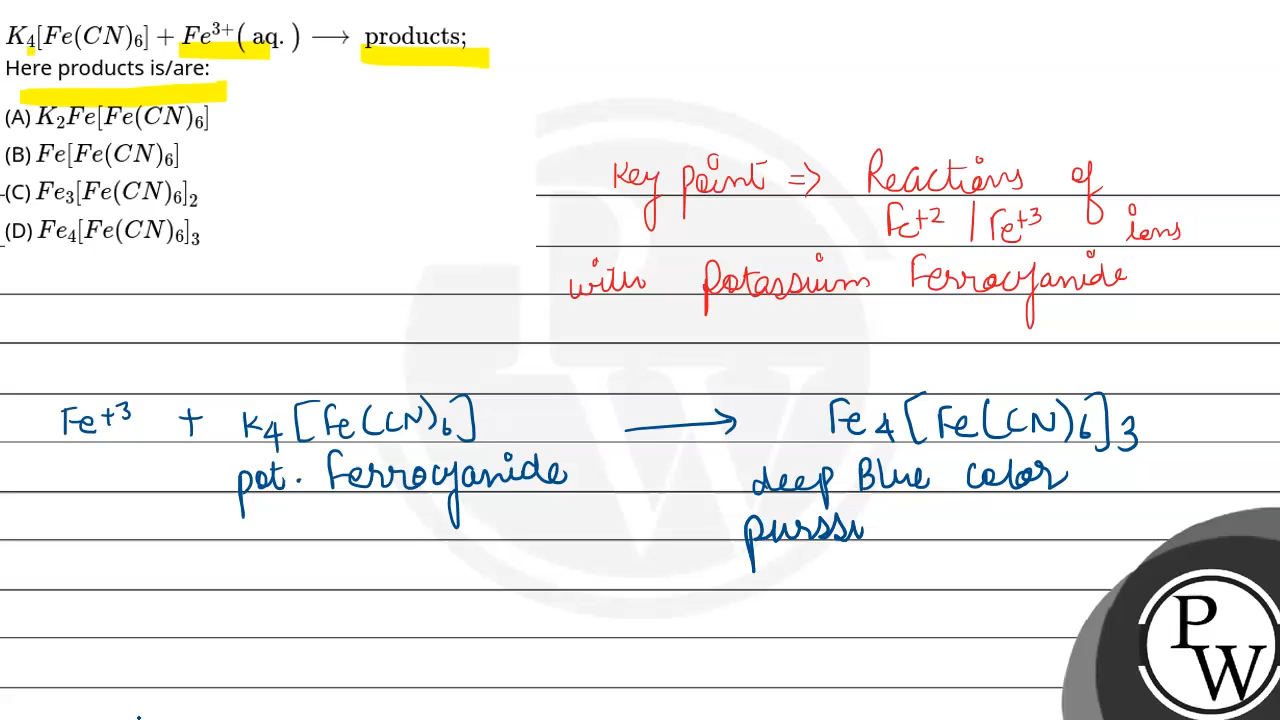 K₄[Fe(CN)₆] + Fe³⁺( aq. ) ⟶ products;
Here products is/are:
(A) K₂Fe[Fe(CN)₆]
(B) Fe[Fe(CN)₆]
(C) Fe₃[Fe(CN)₆]₂
(D) Fe₄[Fe(CN)₆]₃
Key point ⇒ Reactions of
Fe⁺² | Fe⁺³ ions
with Potassium Ferrocyanide
Fe⁺³ + K₄[Fe(CN)₆] ⟶ Fe₄[Fe(CN)₆]₃
pot. Ferrocyanide deep Blue color
purssi
PW